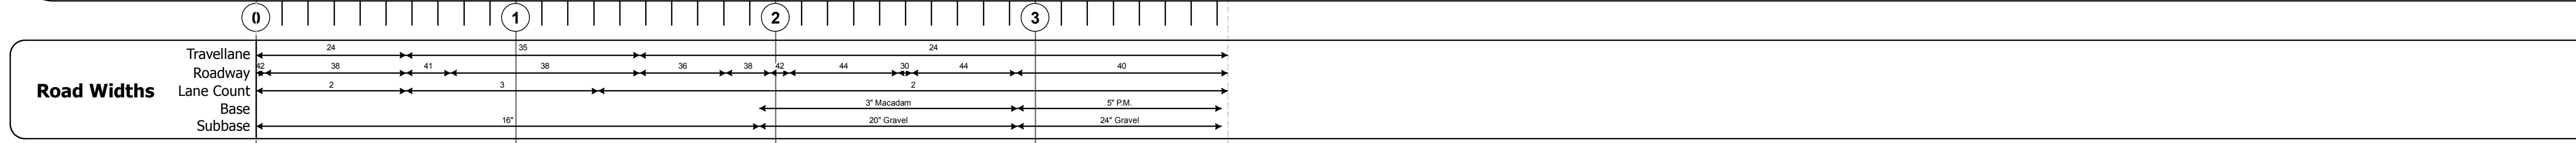 0 1 2 3
Road Widths
Travellane 24 35 24
Roadway 42 38 41 38 36 38 42 44 30 44 40
Lane Count 2 3 2
Base 3" Macadam 5" P.M.
Subbase 16" 20" Gravel 24" Gravel